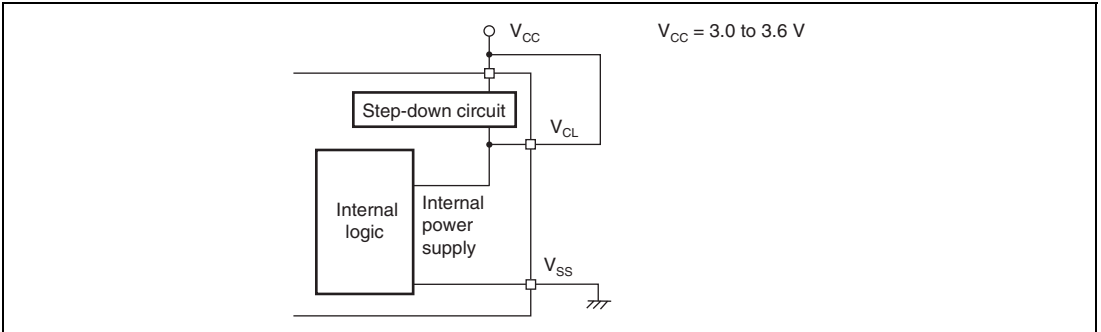 V_CC
V_CC = 3.0 to 3.6 V
Step-down circuit
V_CL
Internal
logic
Internal
power
supply
V_SS